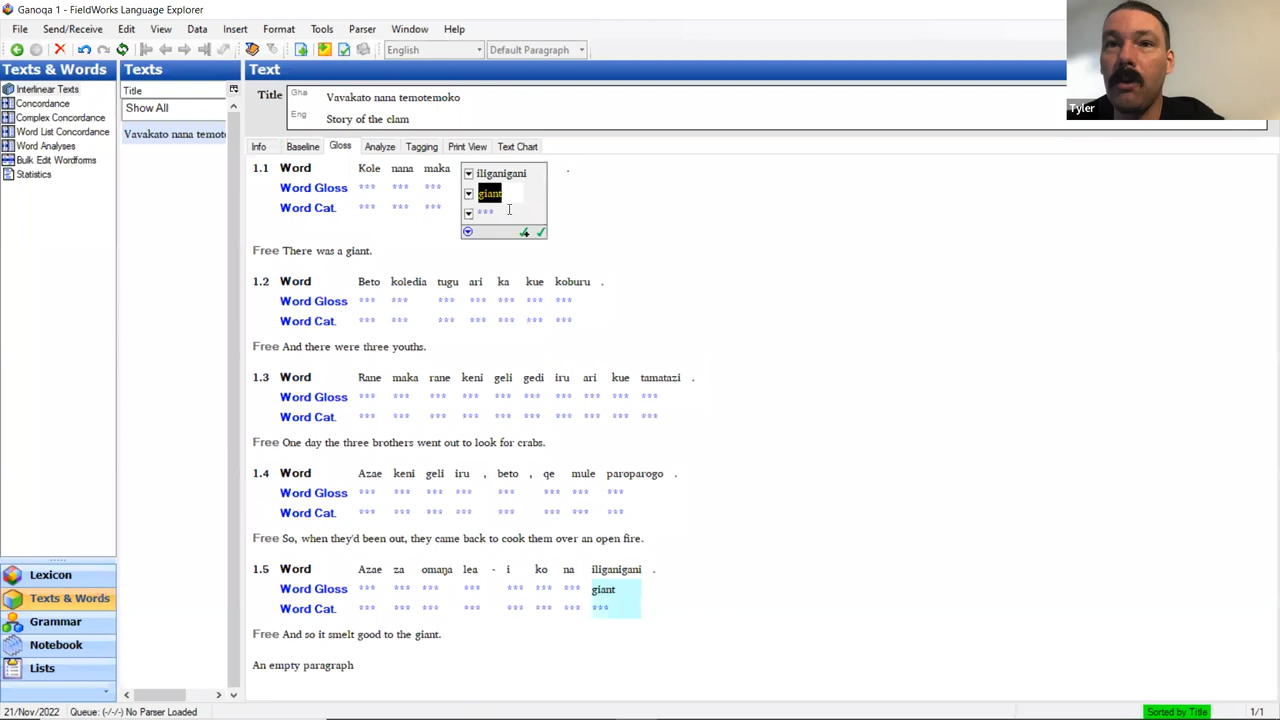 Ganoqa 1 - FieldWorks Language Explorer
File Send/Receive Edit View Data Insert Format Tools Parser Window Help
English Default Paragraph
Texts & Words
Interlinear Texts
Concordance
Complex Concordance
Word List Concordance
Word Analyses
Bulk Edit Wordforms
Statistics
Lexicon
Texts & Words
Grammar
Notebook
Lists
Texts
Title
Show All
Vavakato nana temot
Text
Title Gha Vavakato nana temotemoko
Eng Story of the clam
Info Baseline Gloss Analyze Tagging Print View Text Chart
1.1 Word Kole nana maka iliganigani .
Word Gloss *** *** *** giant
Word Cat. *** *** *** ***
Free There was a giant.
1.2 Word Beto koledia tugu ari ka kue koburu .
Word Gloss *** *** *** *** *** *** ***
Word Cat. *** *** *** *** *** *** ***
Free And there were three youths.
1.3 Word Rane maka rane keni geli gedi iru ari kue tamatazi .
Word Gloss *** *** *** *** *** *** *** *** *** ***
Word Cat. *** *** *** *** *** *** *** *** *** ***
Free One day the three brothers went out to look for crabs.
1.4 Word Azae keni geli iru , beto , qe mule paroparogo .
Word Gloss *** *** *** *** *** *** *** ***
Word Cat. *** *** *** *** *** *** *** ***
Free So, when they'd been out, they came back to cook them over an open fire.
1.5 Word Azae za omaŋa lea - i ko na iliganigani .
Word Gloss *** *** *** *** *** *** *** giant
Word Cat. *** *** *** *** *** *** *** ***
Free And so it smelt good to the giant.
An empty paragraph
Tyler
21/Nov/2022 Queue: (-/-/-) No Parser Loaded Sorted by Title 1/1